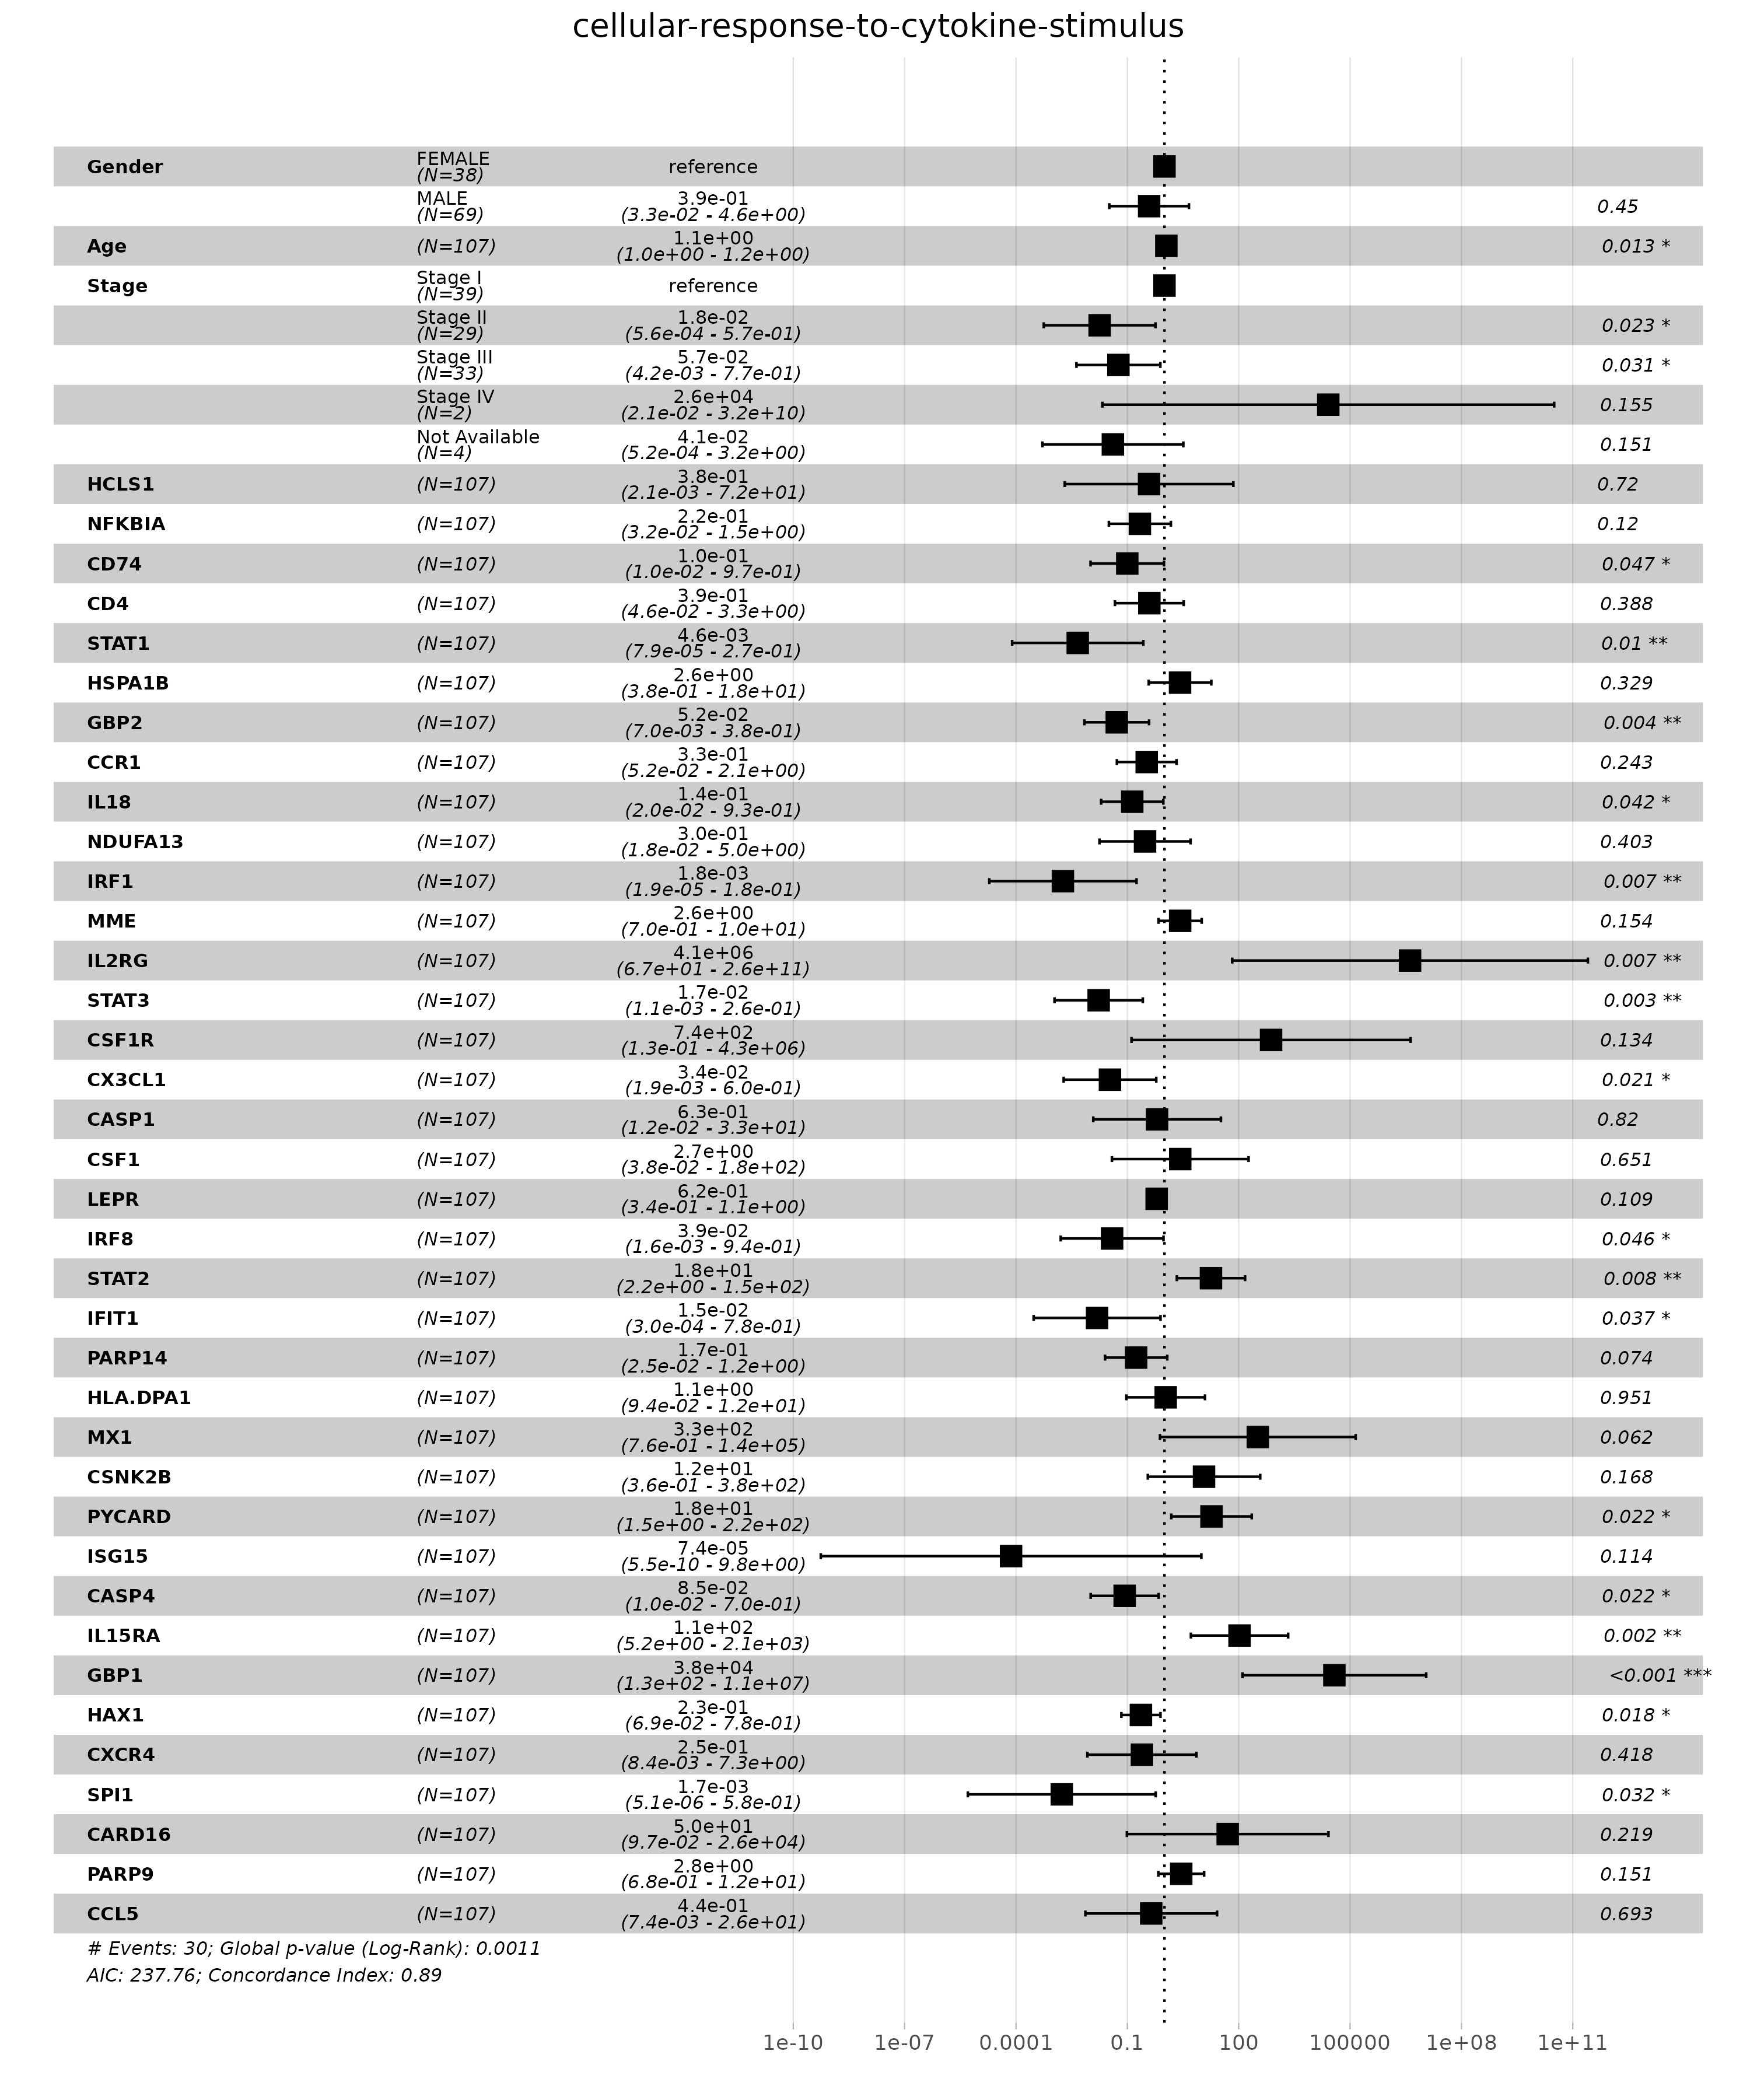 cellular-response-to-cytokine-stimulus
Gender FEMALE (N=38) reference
MALE (N=69) 3.9e-01 (3.3e-02 - 4.6e+00) 0.45
Age (N=107) 1.1e+00 (1.0e+00 - 1.2e+00) 0.013 *
Stage Stage I (N=39) reference
Stage II (N=29) 1.8e-02 (5.6e-04 - 5.7e-01) 0.023 *
Stage III (N=33) 5.7e-02 (4.2e-03 - 7.7e-01) 0.031 *
Stage IV (N=2) 2.6e+04 (2.1e-02 - 3.2e+10) 0.155
Not Available (N=4) 4.1e-02 (5.2e-04 - 3.2e+00) 0.151
HCLS1 (N=107) 3.8e-01 (2.1e-03 - 7.2e+01) 0.72
NFKBIA (N=107) 2.2e-01 (3.2e-02 - 1.5e+00) 0.12
CD74 (N=107) 1.0e-01 (1.0e-02 - 9.7e-01) 0.047 *
CD4 (N=107) 3.9e-01 (4.6e-02 - 3.3e+00) 0.388
STAT1 (N=107) 4.6e-03 (7.9e-05 - 2.7e-01) 0.01 **
HSPA1B (N=107) 2.6e+00 (3.8e-01 - 1.8e+01) 0.329
GBP2 (N=107) 5.2e-02 (7.0e-03 - 3.8e-01) 0.004 **
CCR1 (N=107) 3.3e-01 (5.2e-02 - 2.1e+00) 0.243
IL18 (N=107) 1.4e-01 (2.0e-02 - 9.3e-01) 0.042 *
NDUFA13 (N=107) 3.0e-01 (1.8e-02 - 5.0e+00) 0.403
IRF1 (N=107) 1.8e-03 (1.9e-05 - 1.8e-01) 0.007 **
MME (N=107) 2.6e+00 (7.0e-01 - 1.0e+01) 0.154
IL2RG (N=107) 4.1e+06 (6.7e+01 - 2.6e+11) 0.007 **
STAT3 (N=107) 1.7e-02 (1.1e-03 - 2.6e-01) 0.003 **
CSF1R (N=107) 7.4e+02 (1.3e-01 - 4.3e+06) 0.134
CX3CL1 (N=107) 3.4e-02 (1.9e-03 - 6.0e-01) 0.021 *
CASP1 (N=107) 6.3e-01 (1.2e-02 - 3.3e+01) 0.82
CSF1 (N=107) 2.7e+00 (3.8e-02 - 1.8e+02) 0.651
LEPR (N=107) 6.2e-01 (3.4e-01 - 1.1e+00) 0.109
IRF8 (N=107) 3.9e-02 (1.6e-03 - 9.4e-01) 0.046 *
STAT2 (N=107) 1.8e+01 (2.2e+00 - 1.5e+02) 0.008 **
IFIT1 (N=107) 1.5e-02 (3.0e-04 - 7.8e-01) 0.037 *
PARP14 (N=107) 1.7e-01 (2.5e-02 - 1.2e+00) 0.074
HLA.DPA1 (N=107) 1.1e+00 (9.4e-02 - 1.2e+01) 0.951
MX1 (N=107) 3.3e+02 (7.6e-01 - 1.4e+05) 0.062
CSNK2B (N=107) 1.2e+01 (3.6e-01 - 3.8e+02) 0.168
PYCARD (N=107) 1.8e+01 (1.5e+00 - 2.2e+02) 0.022 *
ISG15 (N=107) 7.4e-05 (5.5e-10 - 9.8e+00) 0.114
CASP4 (N=107) 8.5e-02 (1.0e-02 - 7.0e-01) 0.022 *
IL15RA (N=107) 1.1e+02 (5.2e+00 - 2.1e+03) 0.002 **
GBP1 (N=107) 3.8e+04 (1.3e+02 - 1.1e+07) <0.001 ***
HAX1 (N=107) 2.3e-01 (6.9e-02 - 7.8e-01) 0.018 *
CXCR4 (N=107) 2.5e-01 (8.4e-03 - 7.3e+00) 0.418
SPI1 (N=107) 1.7e-03 (5.1e-06 - 5.8e-01) 0.032 *
CARD16 (N=107) 5.0e+01 (9.7e-02 - 2.6e+04) 0.219
PARP9 (N=107) 2.8e+00 (6.8e-01 - 1.2e+01) 0.151
CCL5 (N=107) 4.4e-01 (7.4e-03 - 2.6e+01) 0.693
# Events: 30; Global p-value (Log-Rank): 0.0011
AIC: 237.76; Concordance Index: 0.89
1e-10 1e-07 0.0001 0.1 100 100000 1e+08 1e+11